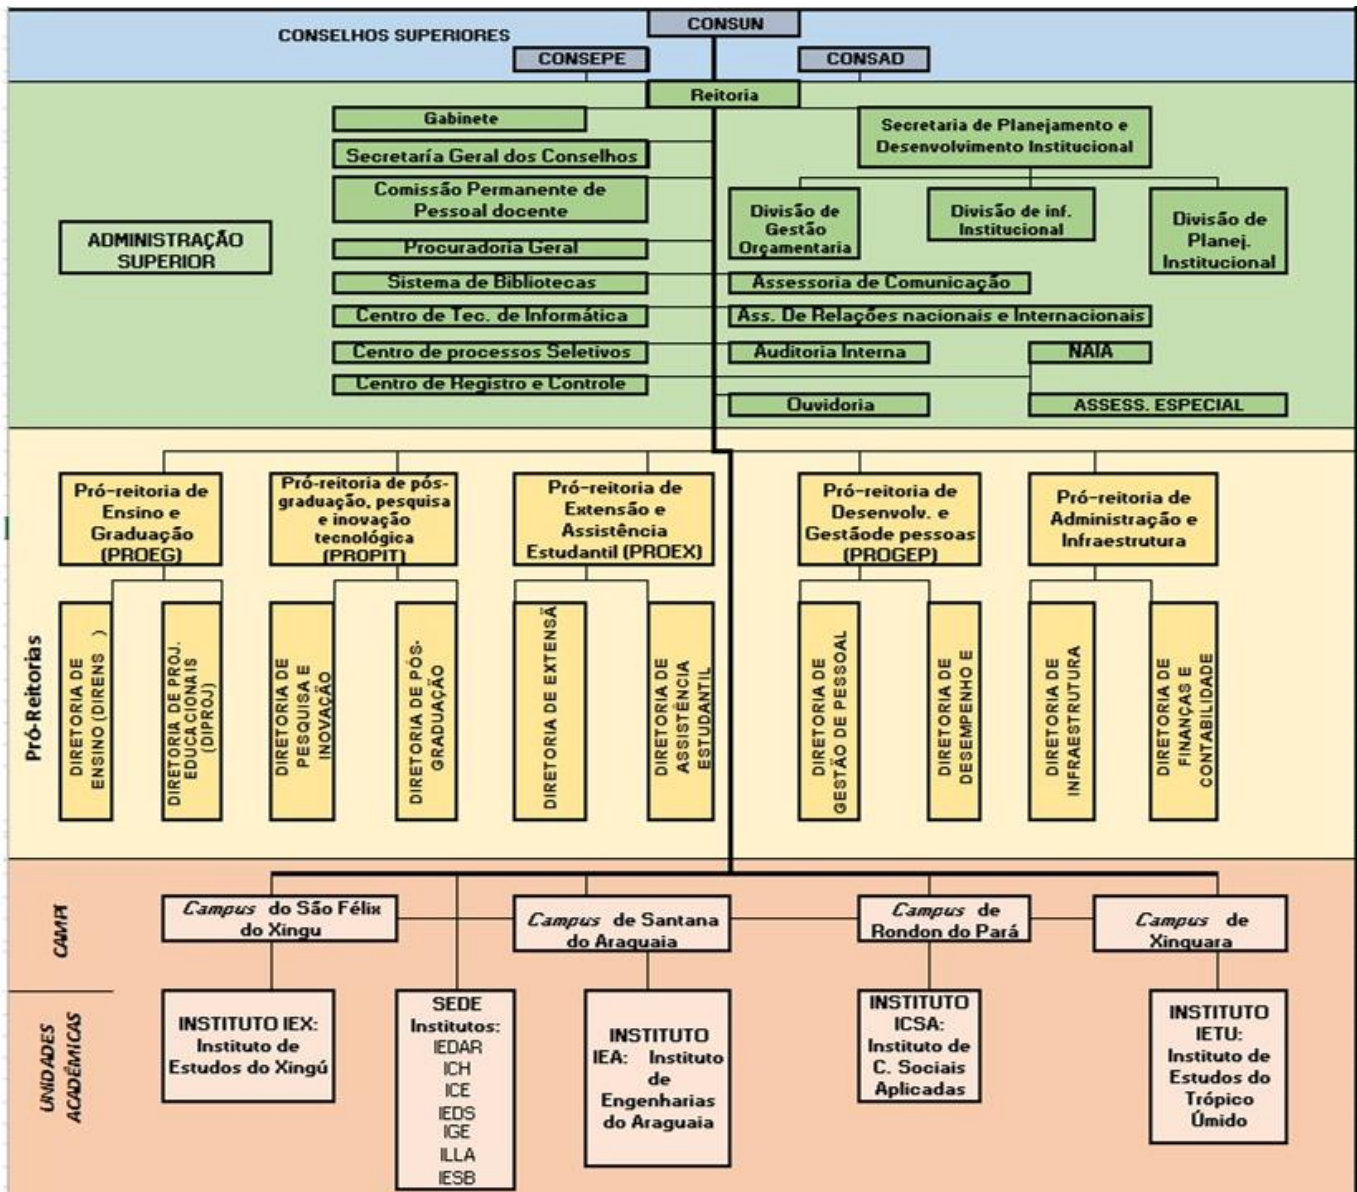 CONSELHOS SUPERIORES
CONSUN
CONSEPE
CONSAD
Reitoria
Gabinete
Secretaría Geral dos Conselhos
Comissão Permanente de
Pessoal docente
Procuradoria Geral
Sistema de Bibliotecas
Centro de Tec. de Informática
Centro de processos Seletivos
Centro de Registro e Controle
ADMINISTRAÇÃO
SUPERIOR
Secretaria de Planejamento e
Desenvolvimento Institucional
Divisão de
Gestão
Orçamentaria
Divisão de inf.
Institucional
Divisão de
Planej.
Institucional
Assessoria de Comunicação
Ass. De Relações nacionais e Internacionais
Auditoria Interna
NAIA
Ouvidoria
ASSESS. ESPECIAL
Pró-Reitorias
Pró-reitoria de
Ensino e
Graduação
(PROEG)
Pró-reitoria de pós-
graduação, pesquisa
e inovação
tecnológica
(PROPIT)
Pró-reitoria de
Extensão e
Assistência
Estudantil (PROEX)
Pró-reitoria de
Desenvolv. e
Gestãode pessoas
(PROGEP)
Pró-reitoria de
Administração e
Infraestrutura
DIRETORIA DE
ENSINO (DIRENS )
DIRETORIA DE PROJ.
EDUCACIONAIS
(DIPROJ)
DIRETORIA DE
PESQUISA E
INOVAÇÃO
DIRETORIA DE PÓS-
GRADUAÇÃO
DIRETORIA DE EXTENSÃ
DIRETORIA DE
ASSISTÊNCIA
ESTUDANTIL
DIRETORIA DE
GESTÃO DE PESSOAL
DIRETORIA DE
DESEMPENHO E
DIRETORIA DE
INFRAESTRUTURA
DIRETORIA DE
FINANÇAS E
CONTABILIDADE
CAMPI
Campus do São Félix
do Xingu
Campus de Santana
do Araguaia
Campus de
Rondon do Pará
Campus de
Xinguara
UNIDADES
ACADÉMICAS
INSTITUTO IEX:
Instituto de
Estudos do Xingú
SEDE
Institutos:
IEDAR
ICH
ICE
IEDS
IGE
ILLA
IESB
INSTITUTO
IEA: Instituto
de
Engenharias
do Araguaia
INSTITUTO
ICSA:
Instituto de
C. Sociais
Aplicadas
INSTITUTO
IETU:
Instituto de
Estudos do
Trópico
Úmido